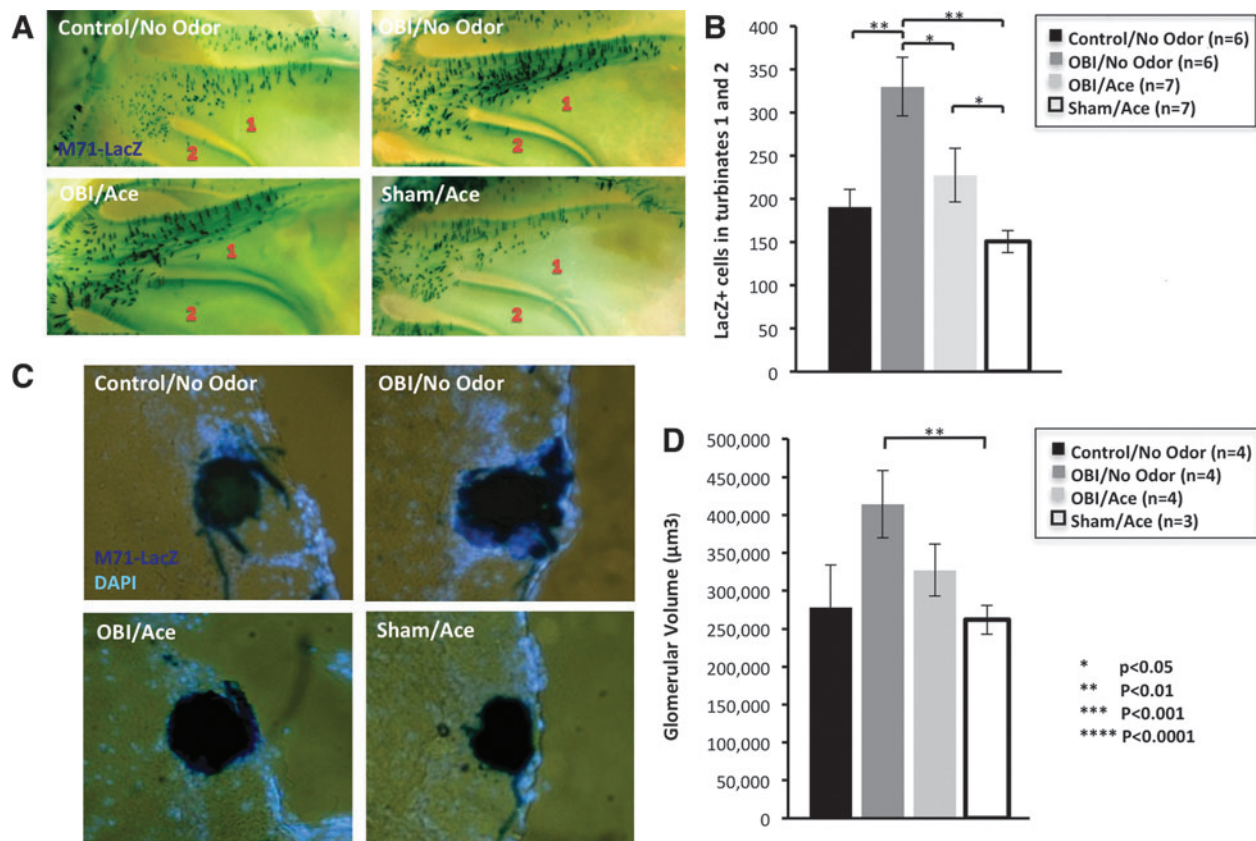 A
Control/No Odor
OBI/No Odor
1
2
M71-LacZ
1
2
OBI/Ace
Sham/Ace
1
2
1
2
B
LacZ+ cells in turbinates 1 and 2
400
350
300
250
200
150
100
50
0
**
**
*
*
Control/No Odor (n=6)
OBI/No Odor (n=6)
OBI/Ace (n=7)
Sham/Ace (n=7)
C
Control/No Odor
OBI/No Odor
M71-LacZ
DAPI
OBI/Ace
Sham/Ace
D
Glomerular Volume (μm3)
500,000
450,000
400,000
350,000
300,000
250,000
200,000
150,000
100,000
50,000
0
**
Control/No Odor (n=4)
OBI/No Odor (n=4)
OBI/Ace (n=4)
Sham/Ace (n=3)
* p<0.05
** P<0.01
*** P<0.001
**** P<0.0001